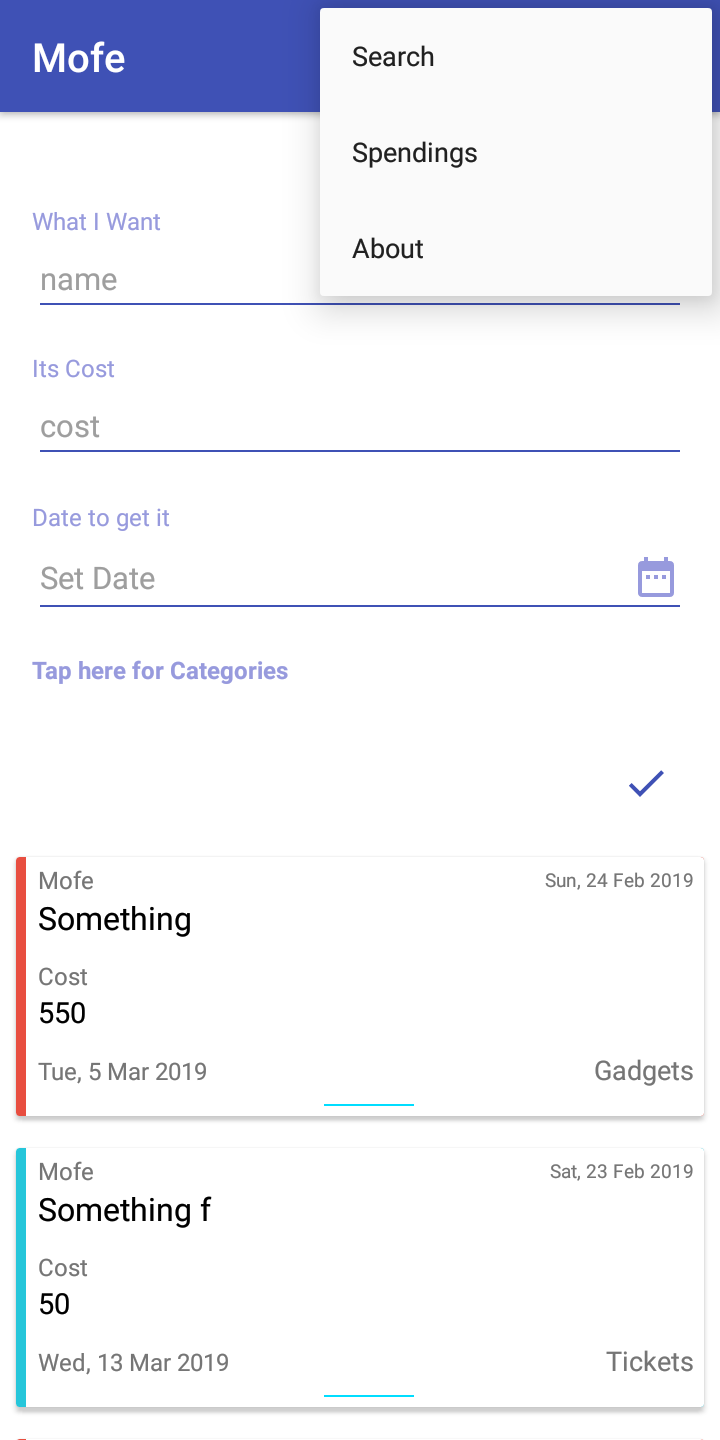 Mofe
Search
Spendings
About
What I Want
name
Its Cost
cost
Date to get it
Set Date
Tap here for Categories
Mofe
Sun, 24 Feb 2019
Something
Cost
550
Tue, 5 Mar 2019
Gadgets
Mofe
Sat, 23 Feb 2019
Something f
Cost
50
Wed, 13 Mar 2019
Tickets